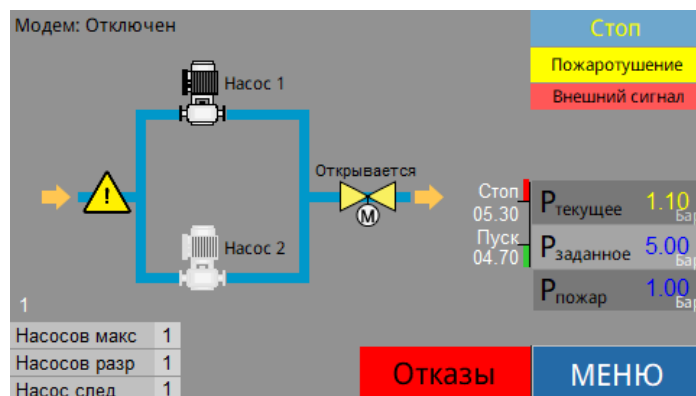 Модем: Отключен
Стоп
Пожаротушение
Внешний сигнал
Насос 1
Открывается
M
Насос 2
Стоп
05.30
Пуск
04.70
Pтекущее 1.10
Бар
Pзаданное 5.00
Бар
Pпожар 1.00
Бар
1
Насосов макс 1
Насосов разр 1
Насос след 1
Отказы
МЕНЮ